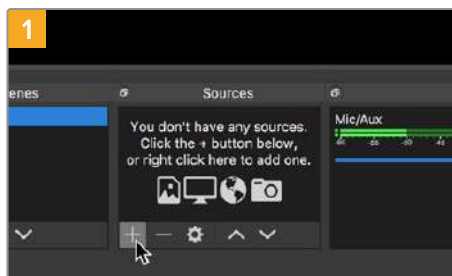 1
enes
Sources
Mic/Aux
You don't have any sources.
Click the + button below,
or right click here to add one.